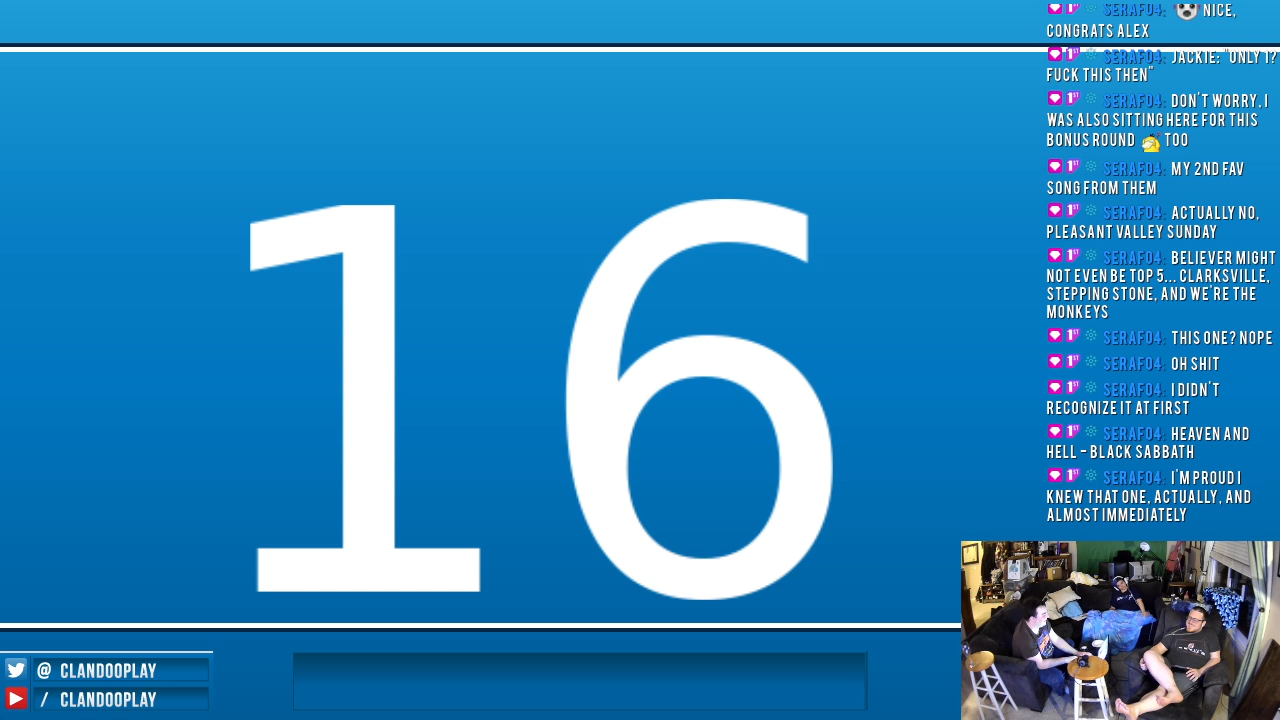 16
SERAF04: NICE,
CONGRATS ALEX
SERAF04: JACKIE: "ONLY 1?
FUCK THIS THEN"
SERAF04: DON'T WORRY, I
WAS ALSO SITTING HERE FOR THIS
BONUS ROUND TOO
SERAF04: MY 2ND FAV
SONG FROM THEM
SERAF04: ACTUALLY NO,
PLEASANT VALLEY SUNDAY
SERAF04: BELIEVER MIGHT
NOT EVEN BE TOP 5... CLARKSVILLE,
STEPPING STONE, AND WE'RE THE
MONKEYS
SERAF04: THIS ONE? NOPE
SERAF04: OH SHIT
SERAF04: I DIDN'T
RECOGNIZE IT AT FIRST
SERAF04: HEAVEN AND
HELL - BLACK SABBATH
SERAF04: I'M PROUD I
KNEW THAT ONE, ACTUALLY, AND
ALMOST IMMEDIATELY
@ CLANDOOPLAY
/ CLANDOOPLAY